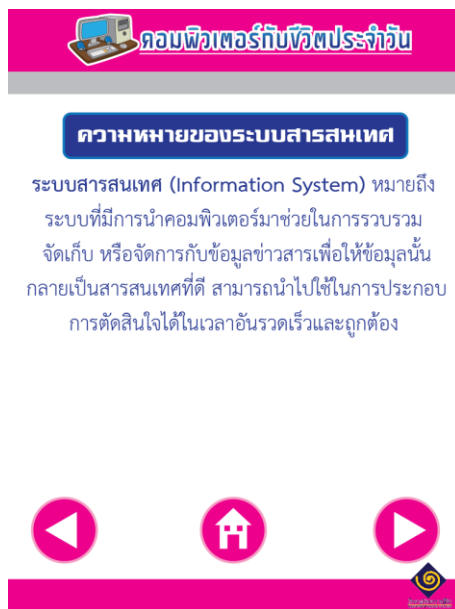 คอมพิวเตอร์กับชีวิตประจำวัน
ความหมายของระบบสารสนเทศ
ระบบสารสนเทศ (Information System) หมายถึง
ระบบที่มีการนำคอมพิวเตอร์มาช่วยในการรวบรวม
จัดเก็บ หรือจัดการกับข้อมูลข่าวสารเพื่อให้ข้อมุลนั้น
กลายเป็นสารสนเทศที่ดี สามารถนำไปใช้ในการประกอบ
การตัดสินใจได้ในเวลาอันรวดเร็วและถูกต้อง